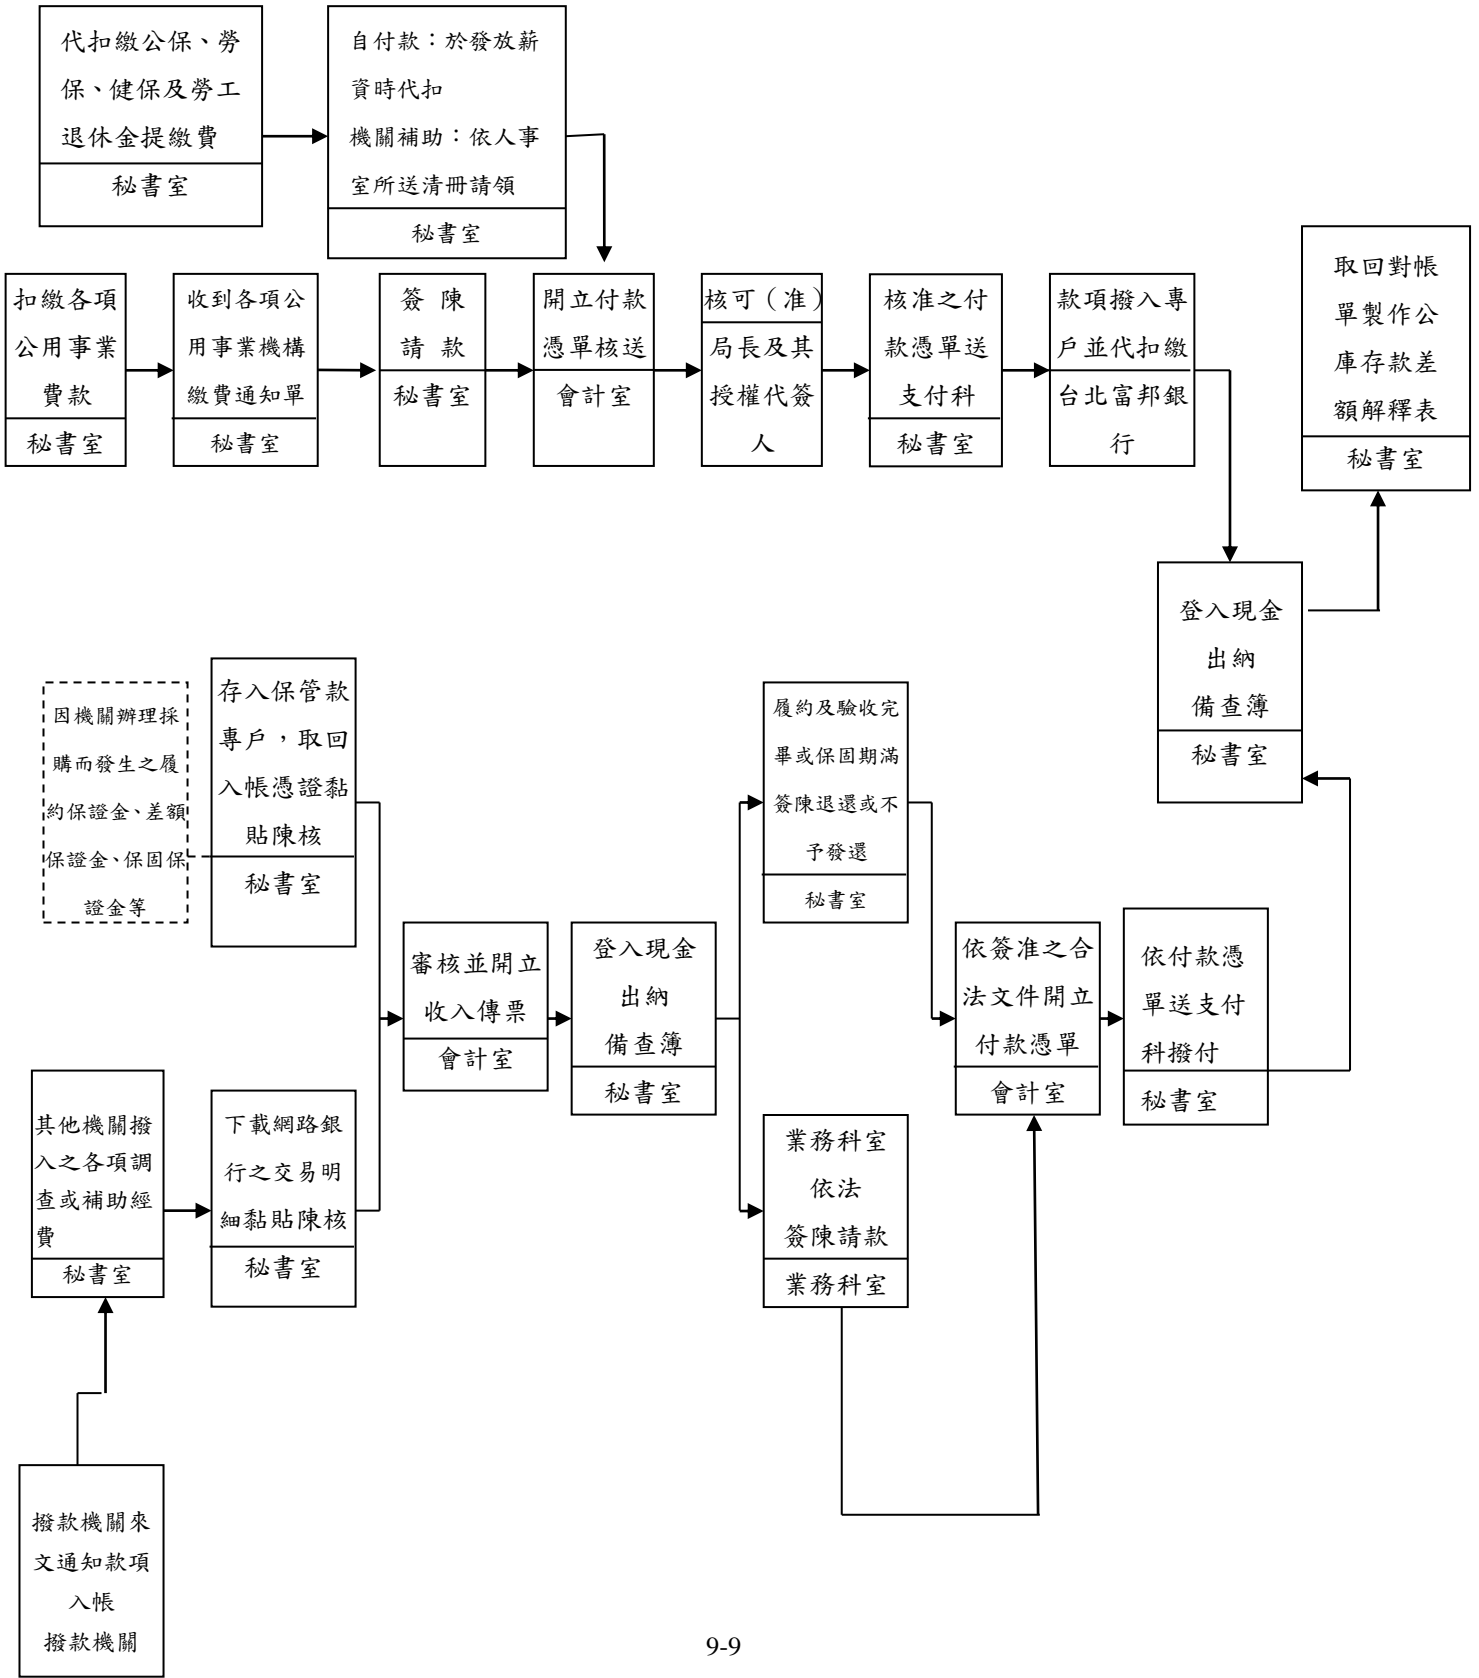 代扣繳公保、勞
保、健保及勞工
退休金提繳費
秘書室
自付款：於發放薪
資時代扣
機關補助：依人事
室所送清冊請領
秘書室
扣繳各項
公用事業
費款
秘書室
收到各項公
用事業機構
繳費通知單
秘書室
簽 陳
請 款
秘書室
開立付款
憑單核送
會計室
核可（准）
局長及其
授權代簽
人
核准之付
款憑單送
支付科
秘書室
款項撥入專
戶並代扣繳
台北富邦銀
行
取回對帳
單製作公
庫存款差
額解釋表
秘書室
登入現金
出納
備查簿
秘書室
因機關辦理採
購而發生之履
約保證金、差額
保證金、保固保
證金等
存入保管款
專戶，取回
入帳憑證黏
貼陳核
秘書室
審核並開立
收入傳票
會計室
登入現金
出納
備查簿
秘書室
履約及驗收完
畢或保固期滿
簽陳退還或不
予發還
秘書室
依簽准之合
法文件開立
付款憑單
會計室
依付款憑
單送支付
科撥付
秘書室
其他機關撥
入之各項調
查或補助經
費
秘書室
下載網路銀
行之交易明
細黏貼陳核
秘書室
業務科室
依法
簽陳請款
業務科室
撥款機關來
文通知款項
入帳
撥款機關
9-9